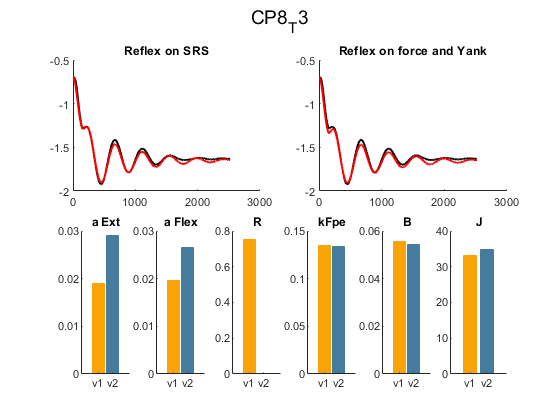 CP8_T3
Reflex on SRS Reflex on force and Yank
-0.5 -0.5
-1 -1
-1.5 -1.5
-2 -2
0 1000 2000 3000 0 1000 2000 3000
a Ext a Flex R kFpe B J
0.03 0.03 0.8 0.15 0.06 40
0.6 30
0.02 0.02 0.1 0.04
0.4 20
0.01 0.01 0.05 0.02
0.2 10
0 0 0 0 0 0
v1 v2 v1 v2 v1 v2 v1 v2 v1 v2 v1 v2